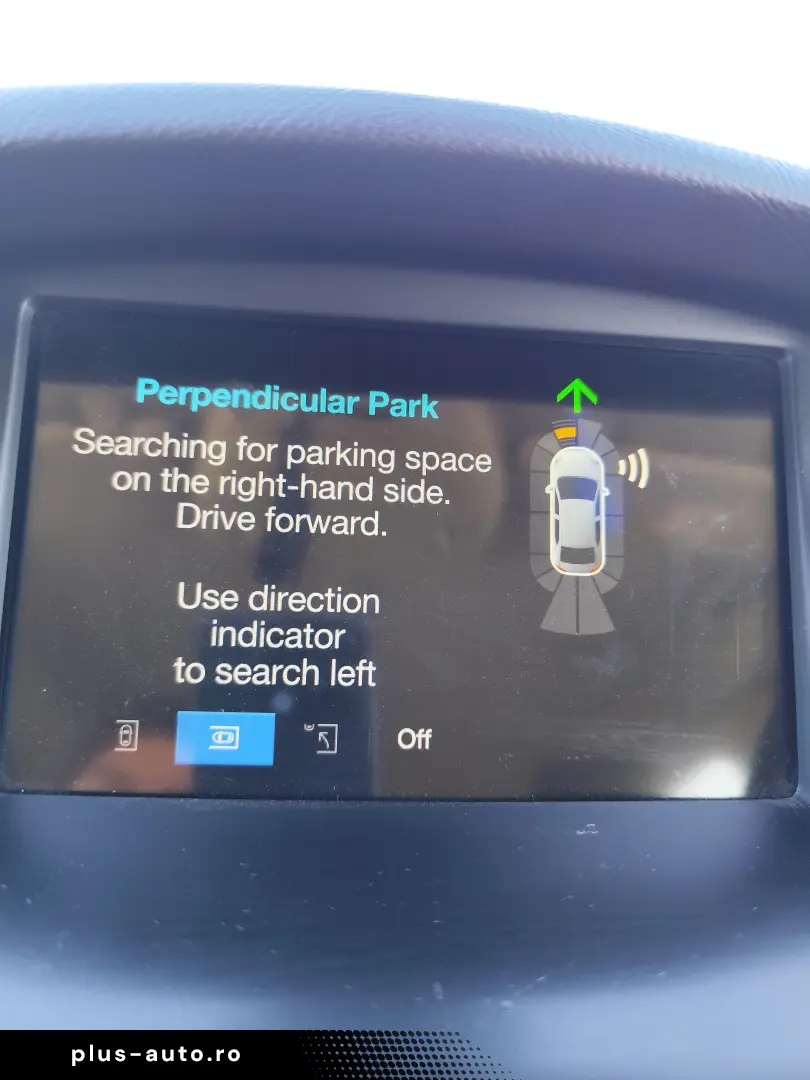 Perpendicular Park
Searching for parking space
on the right-hand side.
Drive forward.
Use direction
indicator
to search left
Off
plus-auto.ro